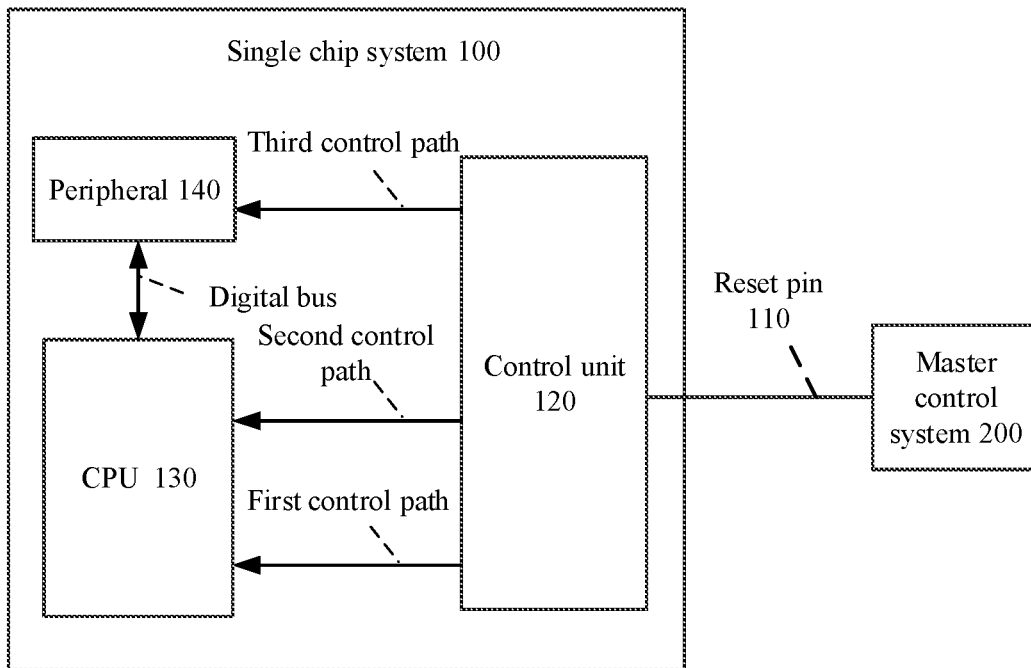 Single chip system 100
Third control path
Peripheral 140
Digital bus
Second control
path
Control unit
120
Reset pin
110
Master
control
system 200
CPU 130
First control path